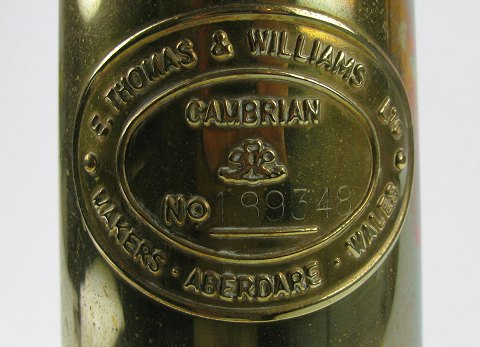 E. THOMAS & WILLIAMS LTD
CAMBRIAN
No 189348
MAKERS · ABERDARE · WALES